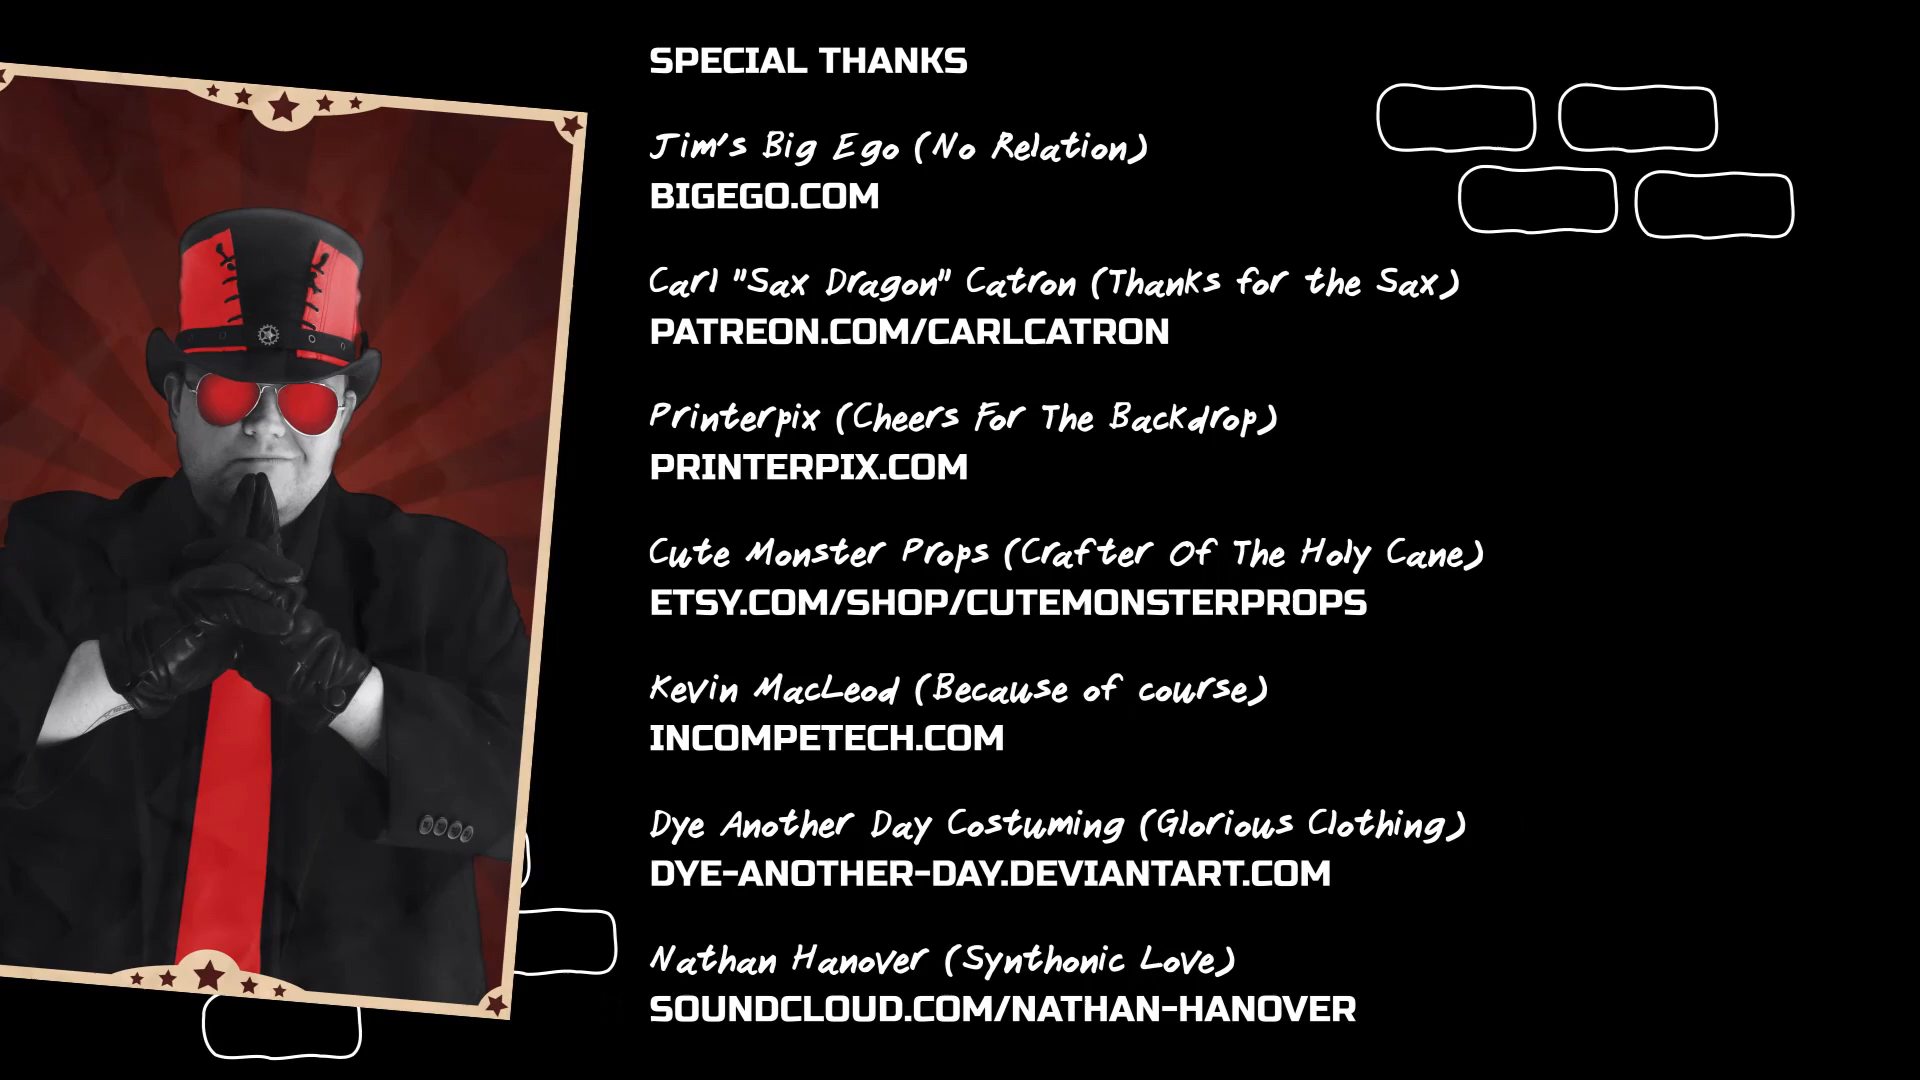 SPECIAL THANKS
Jim's Big Ego (No Relation)
BIGEGO.COM
Carl "Sax Dragon" Catron (Thanks for the Sax)
PATREON.COM/CARLCATRON
Printerpix (Cheers For The Backdrop)
PRINTERPIX.COM
Cute Monster Props (Crafter Of The Holy Cane)
ETSY.COM/SHOP/CUTEMONSTERPROPS
Kevin MacLeod (Because of course)
INCOMPETECH.COM
Dye Another Day Costuming (Glorious Clothing)
DYE-ANOTHER-DAY.DEVIANTART.COM
Nathan Hanover (Synthonic Love)
SOUNDCLOUD.COM/NATHAN-HANOVER